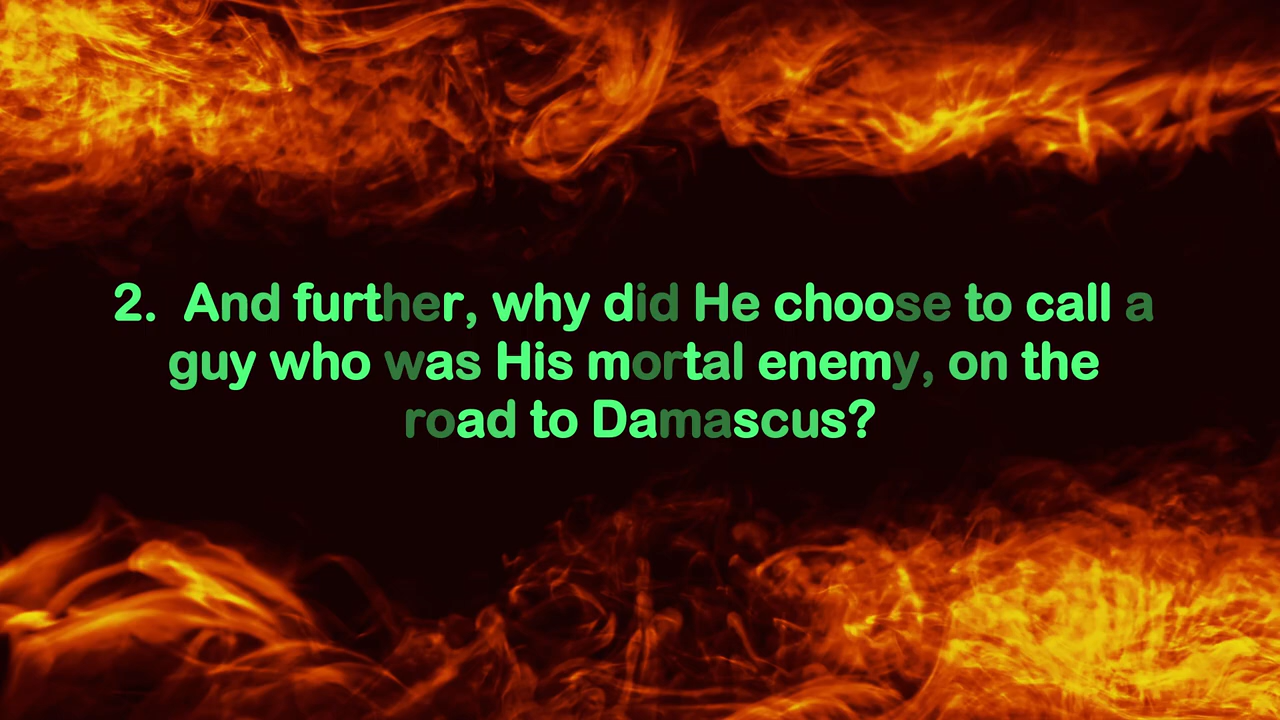 2.  And further, why did He choose to call a
guy who was His mortal enemy, on the
road to Damascus?